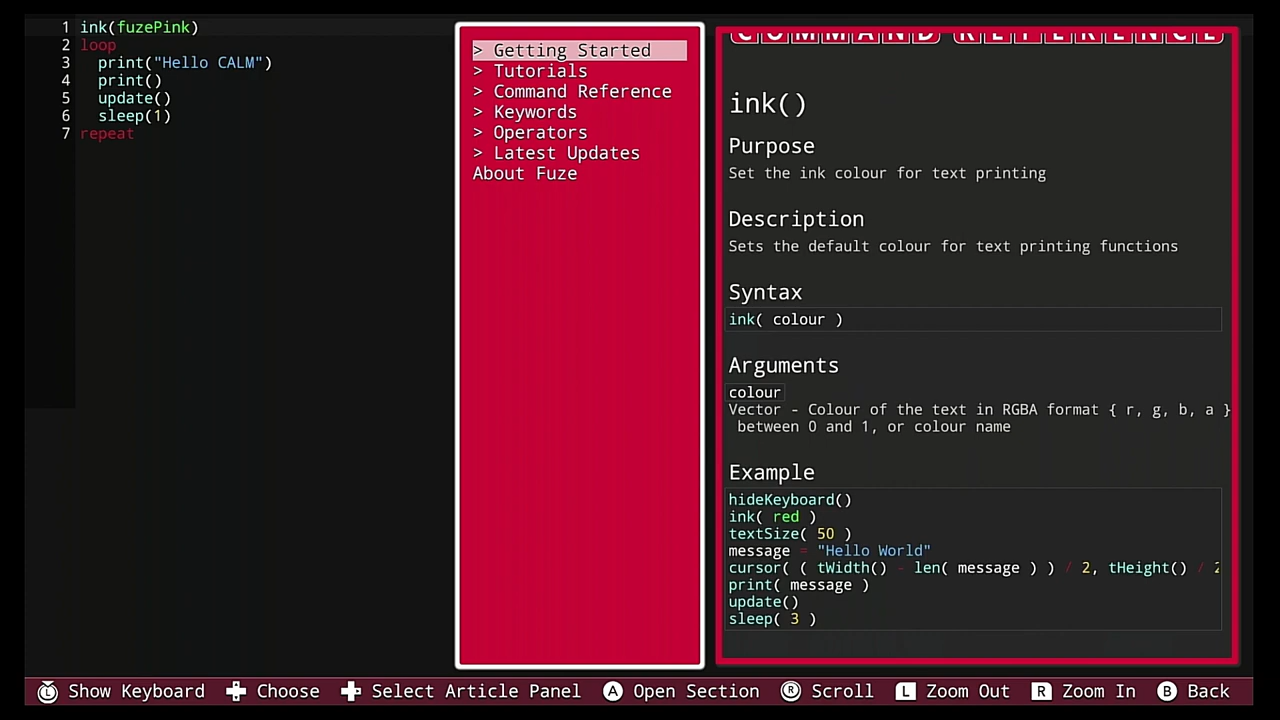 1 ink(fuzePink)
2 loop
3 print("Hello CALM")
4 print()
5 update()
6 sleep(1)
7 repeat
> Getting Started
> Tutorials
> Command Reference
> Keywords
> Operators
> Latest Updates
About Fuze
COMMAND REFERENCE
ink()
Purpose
Set the ink colour for text printing
Description
Sets the default colour for text printing functions
Syntax
ink( colour )
Arguments
colour
Vector - Colour of the text in RGBA format { r, g, b, a }
between 0 and 1, or colour name
Example
hideKeyboard()
ink( red )
textSize( 50 )
message = "Hello World"
cursor( ( tWidth() - len( message ) ) / 2, tHeight() / 2
print( message )
update()
sleep( 3 )
L Show Keyboard Choose Select Article Panel A Open Section R Scroll L Zoom Out R Zoom In B Back